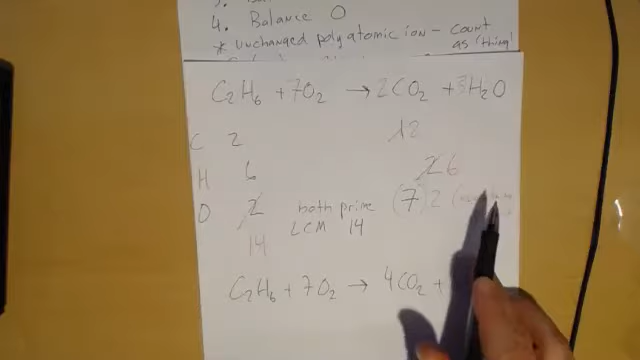 4. Balance O
* unchanged polyatomic ion - count
as 1 thing!
C₂H₆ + 7O₂ → 2CO₂ + 3H₂O
C 2
H 6 2 6
O 2 both prime (7) 2
LCM 14
14
C₂H₆ + 7O₂ → 4CO₂ +